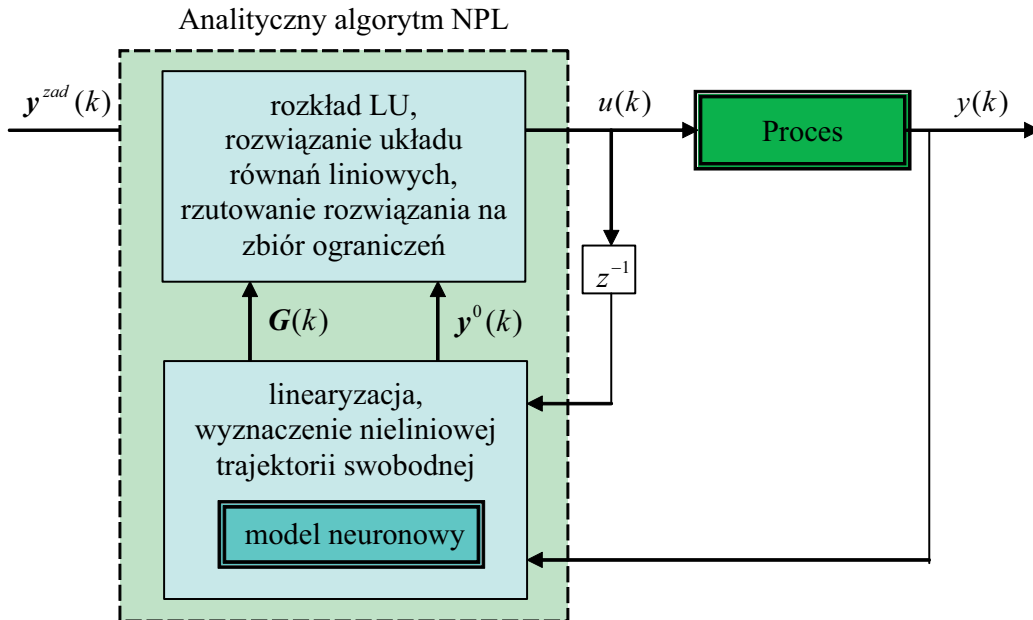 Analityczny algorytm NPL
y^{zad}(k)
rozkład LU,
rozwiązanie układu
równań liniowych,
rzutowanie rozwiązania na
zbiór ograniczeń
u(k)
Proces
y(k)
z^{-1}
G(k)
y^{0}(k)
linearyzacja,
wyznaczenie nieliniowej
trajektorii swobodnej
model neuronowy